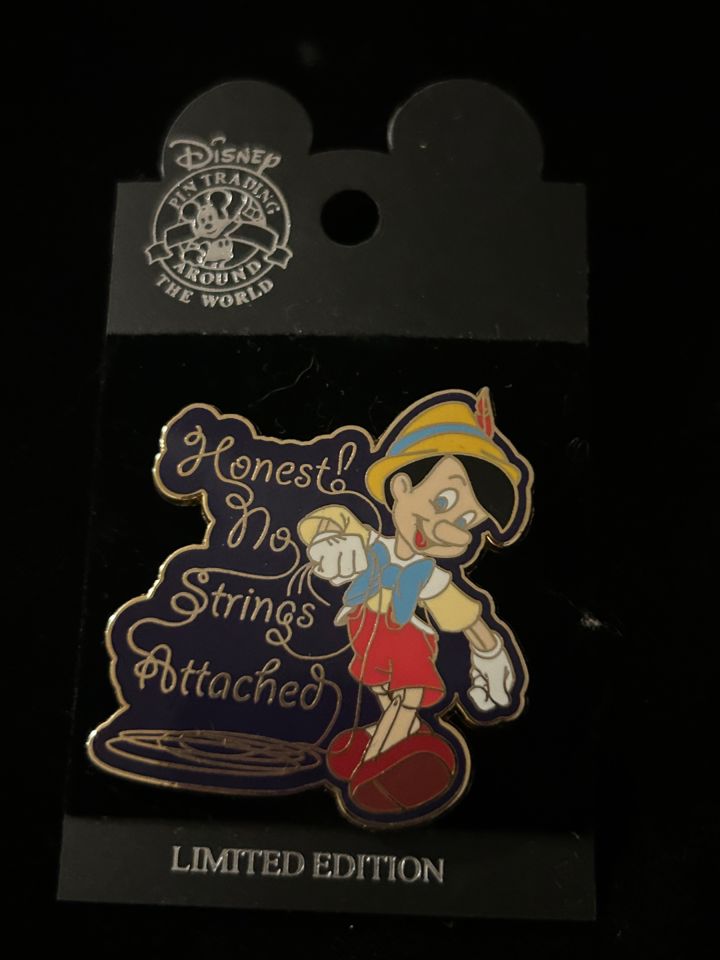 Disney
PIN TRADING
AROUND
THE WORLD
Honest!
No
Strings
Attached
LIMITED EDITION